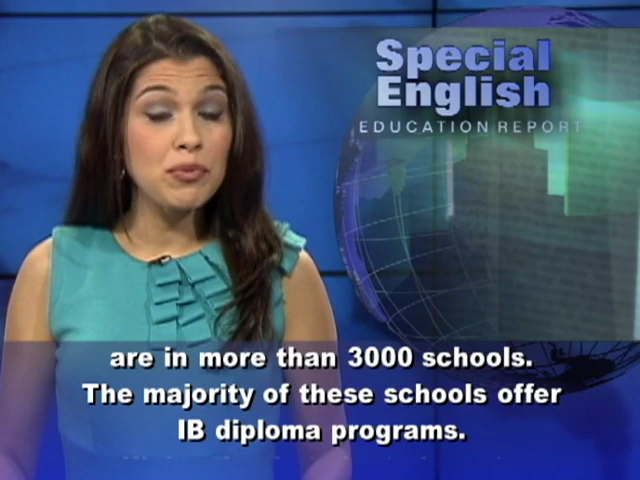 Special
English
EDUCATION REPORT
are in more than 3000 schools.
The majority of these schools offer
IB diploma programs.